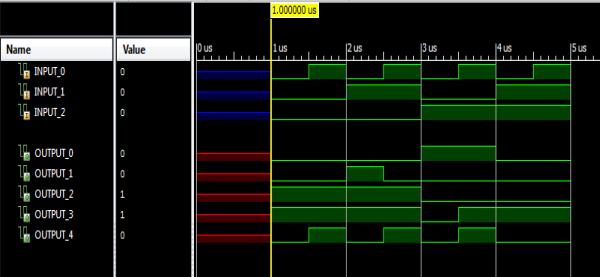 1.000000 us
Name Value
0 us 1 us 2 us 3 us 4 us 5 us
INPUT_0 0
INPUT_1 0
INPUT_2 0
OUTPUT_0 0
OUTPUT_1 0
OUTPUT_2 1
OUTPUT_3 1
OUTPUT_4 0